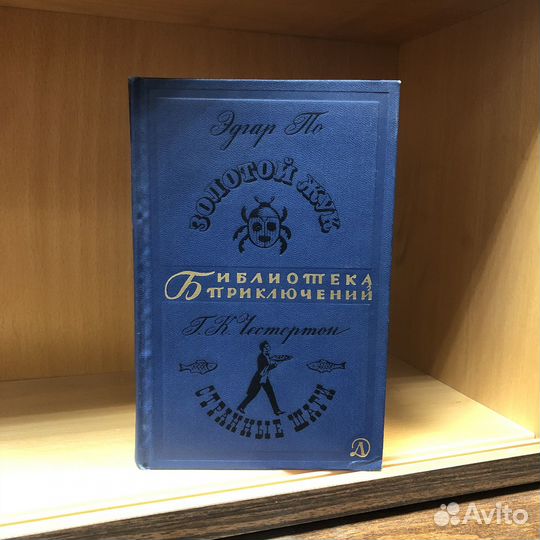 Эдгар По
ЗОЛОТОЙ ЖУК
БИБЛИОТЕКА
ПРИКЛЮЧЕНИЙ
Г. К. Честертон
СТРАННЫЕ ШАГИ
Д
Avito